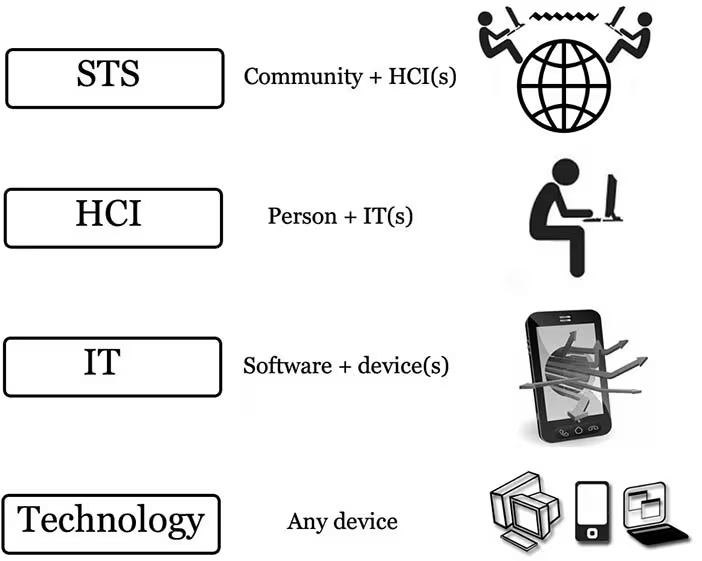 STS
Community + HCI(s)
HCI
Person + IT(s)
IT
Software + device(s)
Technology
Any device